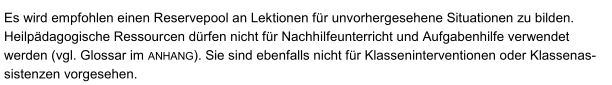 Es wird empfohlen einen Reservepool an Lektionen für unvorhergesehene Situationen zu bilden.
Heilpädagogische Ressourcen dürfen nicht für Nachhilfeunterricht und Aufgabenhilfe verwendet
werden (vgl. Glossar im ANHANG). Sie sind ebenfalls nicht für Klasseninterventionen oder Klassenas-
sistenzen vorgesehen.